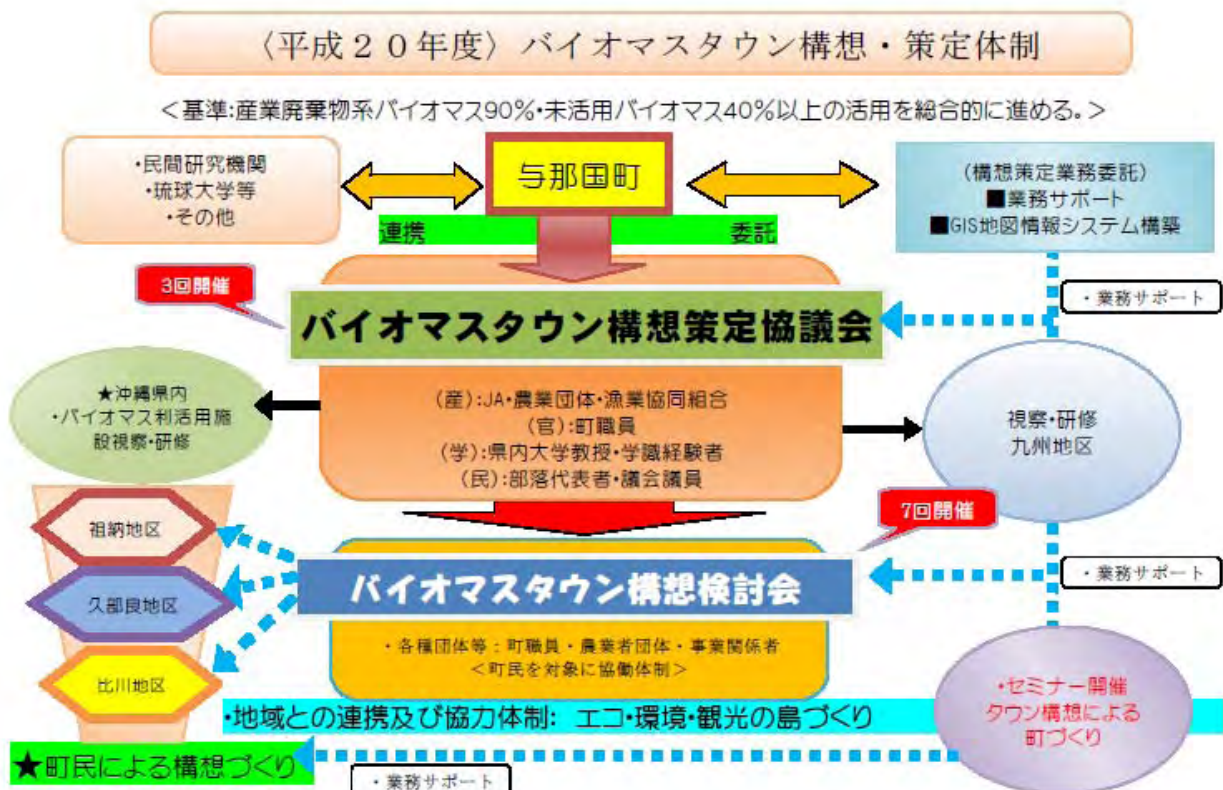 〈平成２０年度〉バイオマスタウン構想・策定体制
＜基準:産業廃棄物系バイオマス90%・未活用バイオマス40%以上の活用を総合的に進める。＞
・民間研究機関
・琉球大学等
・その他
与那国町
(構想策定業務委託)
■業務サポート
■GIS地図情報システム構築
連携
委託
3回開催
・業務サポート
バイオマスタウン構想策定協議会
★沖縄県内
・バイオマス利活用施
設視察・研修
(産):JA・農業団体・漁業協同組合
(官):町職員
(学):県内大学教授・学識経験者
(民):部落代表者・議会議員
視察・研修
九州地区
7回開催
祖納地区
久部良地区
比川地区
バイオマスタウン構想検討会
・業務サポート
・各種団体等：町職員・農業者団体・事業関係者
＜町民を対象に協働体制＞
・セミナー開催
タウン構想による
町づくり
・地域との連携及び協力体制: エコ・環境・観光の島づくり
★町民による構想づくり
・業務サポート